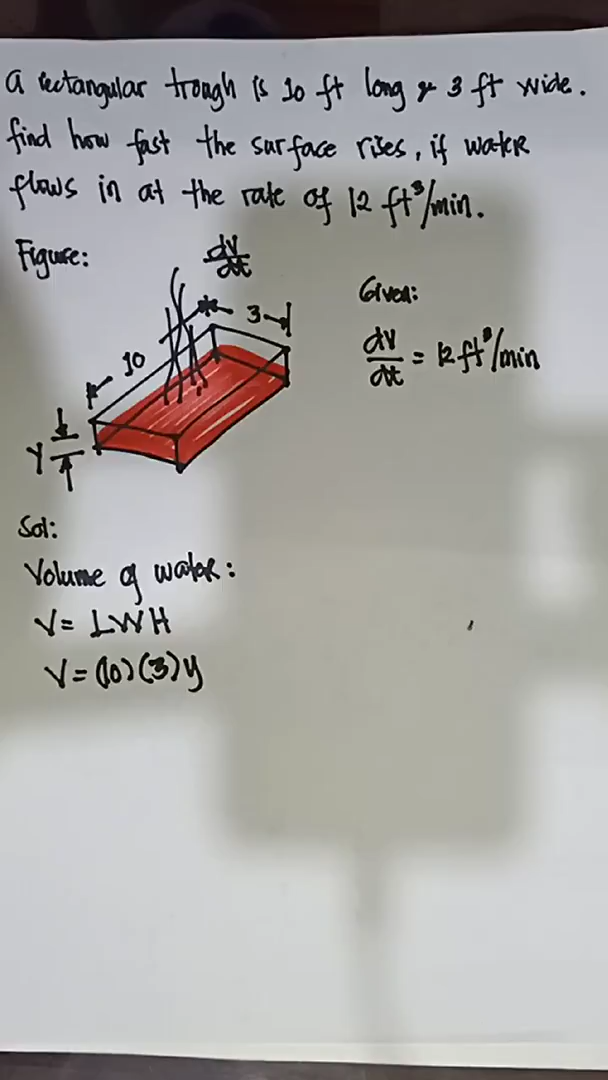 a rectangular trough is 10 ft long & 3 ft wide.
find how fast the surface rises, if water
flows in at the rate of 12 ft³/min.
Figure:
dV/dt
Given:
3
10
dV/dt = 12 ft³/min
Y
Sol:
Volume of water:
V = LWH
V = (10)(3)y